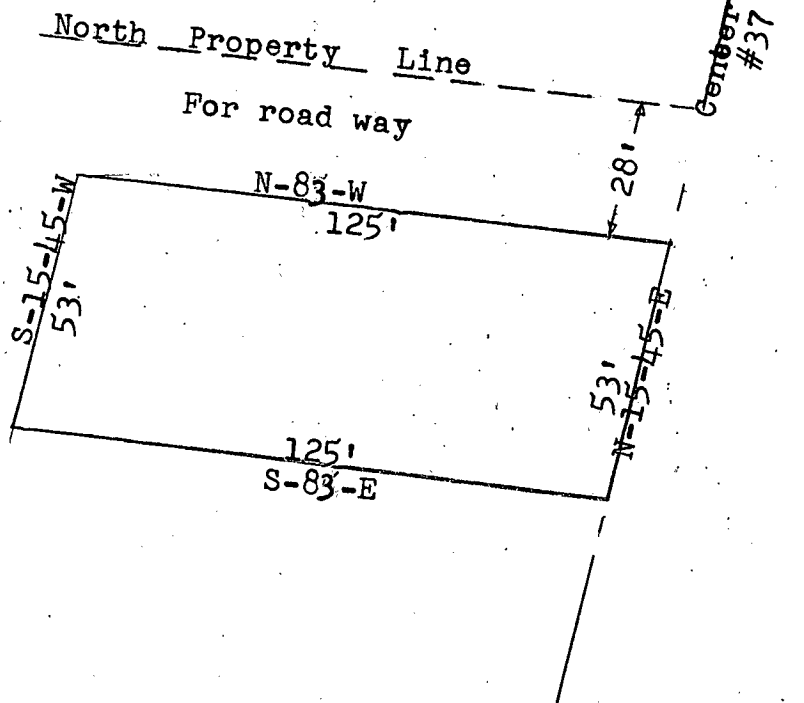 North Property Line
Center
#37
For road way
28'
N-83-W
125'
S-15-45-W
53'
53'
N-15-45-E
125'
S-83-E